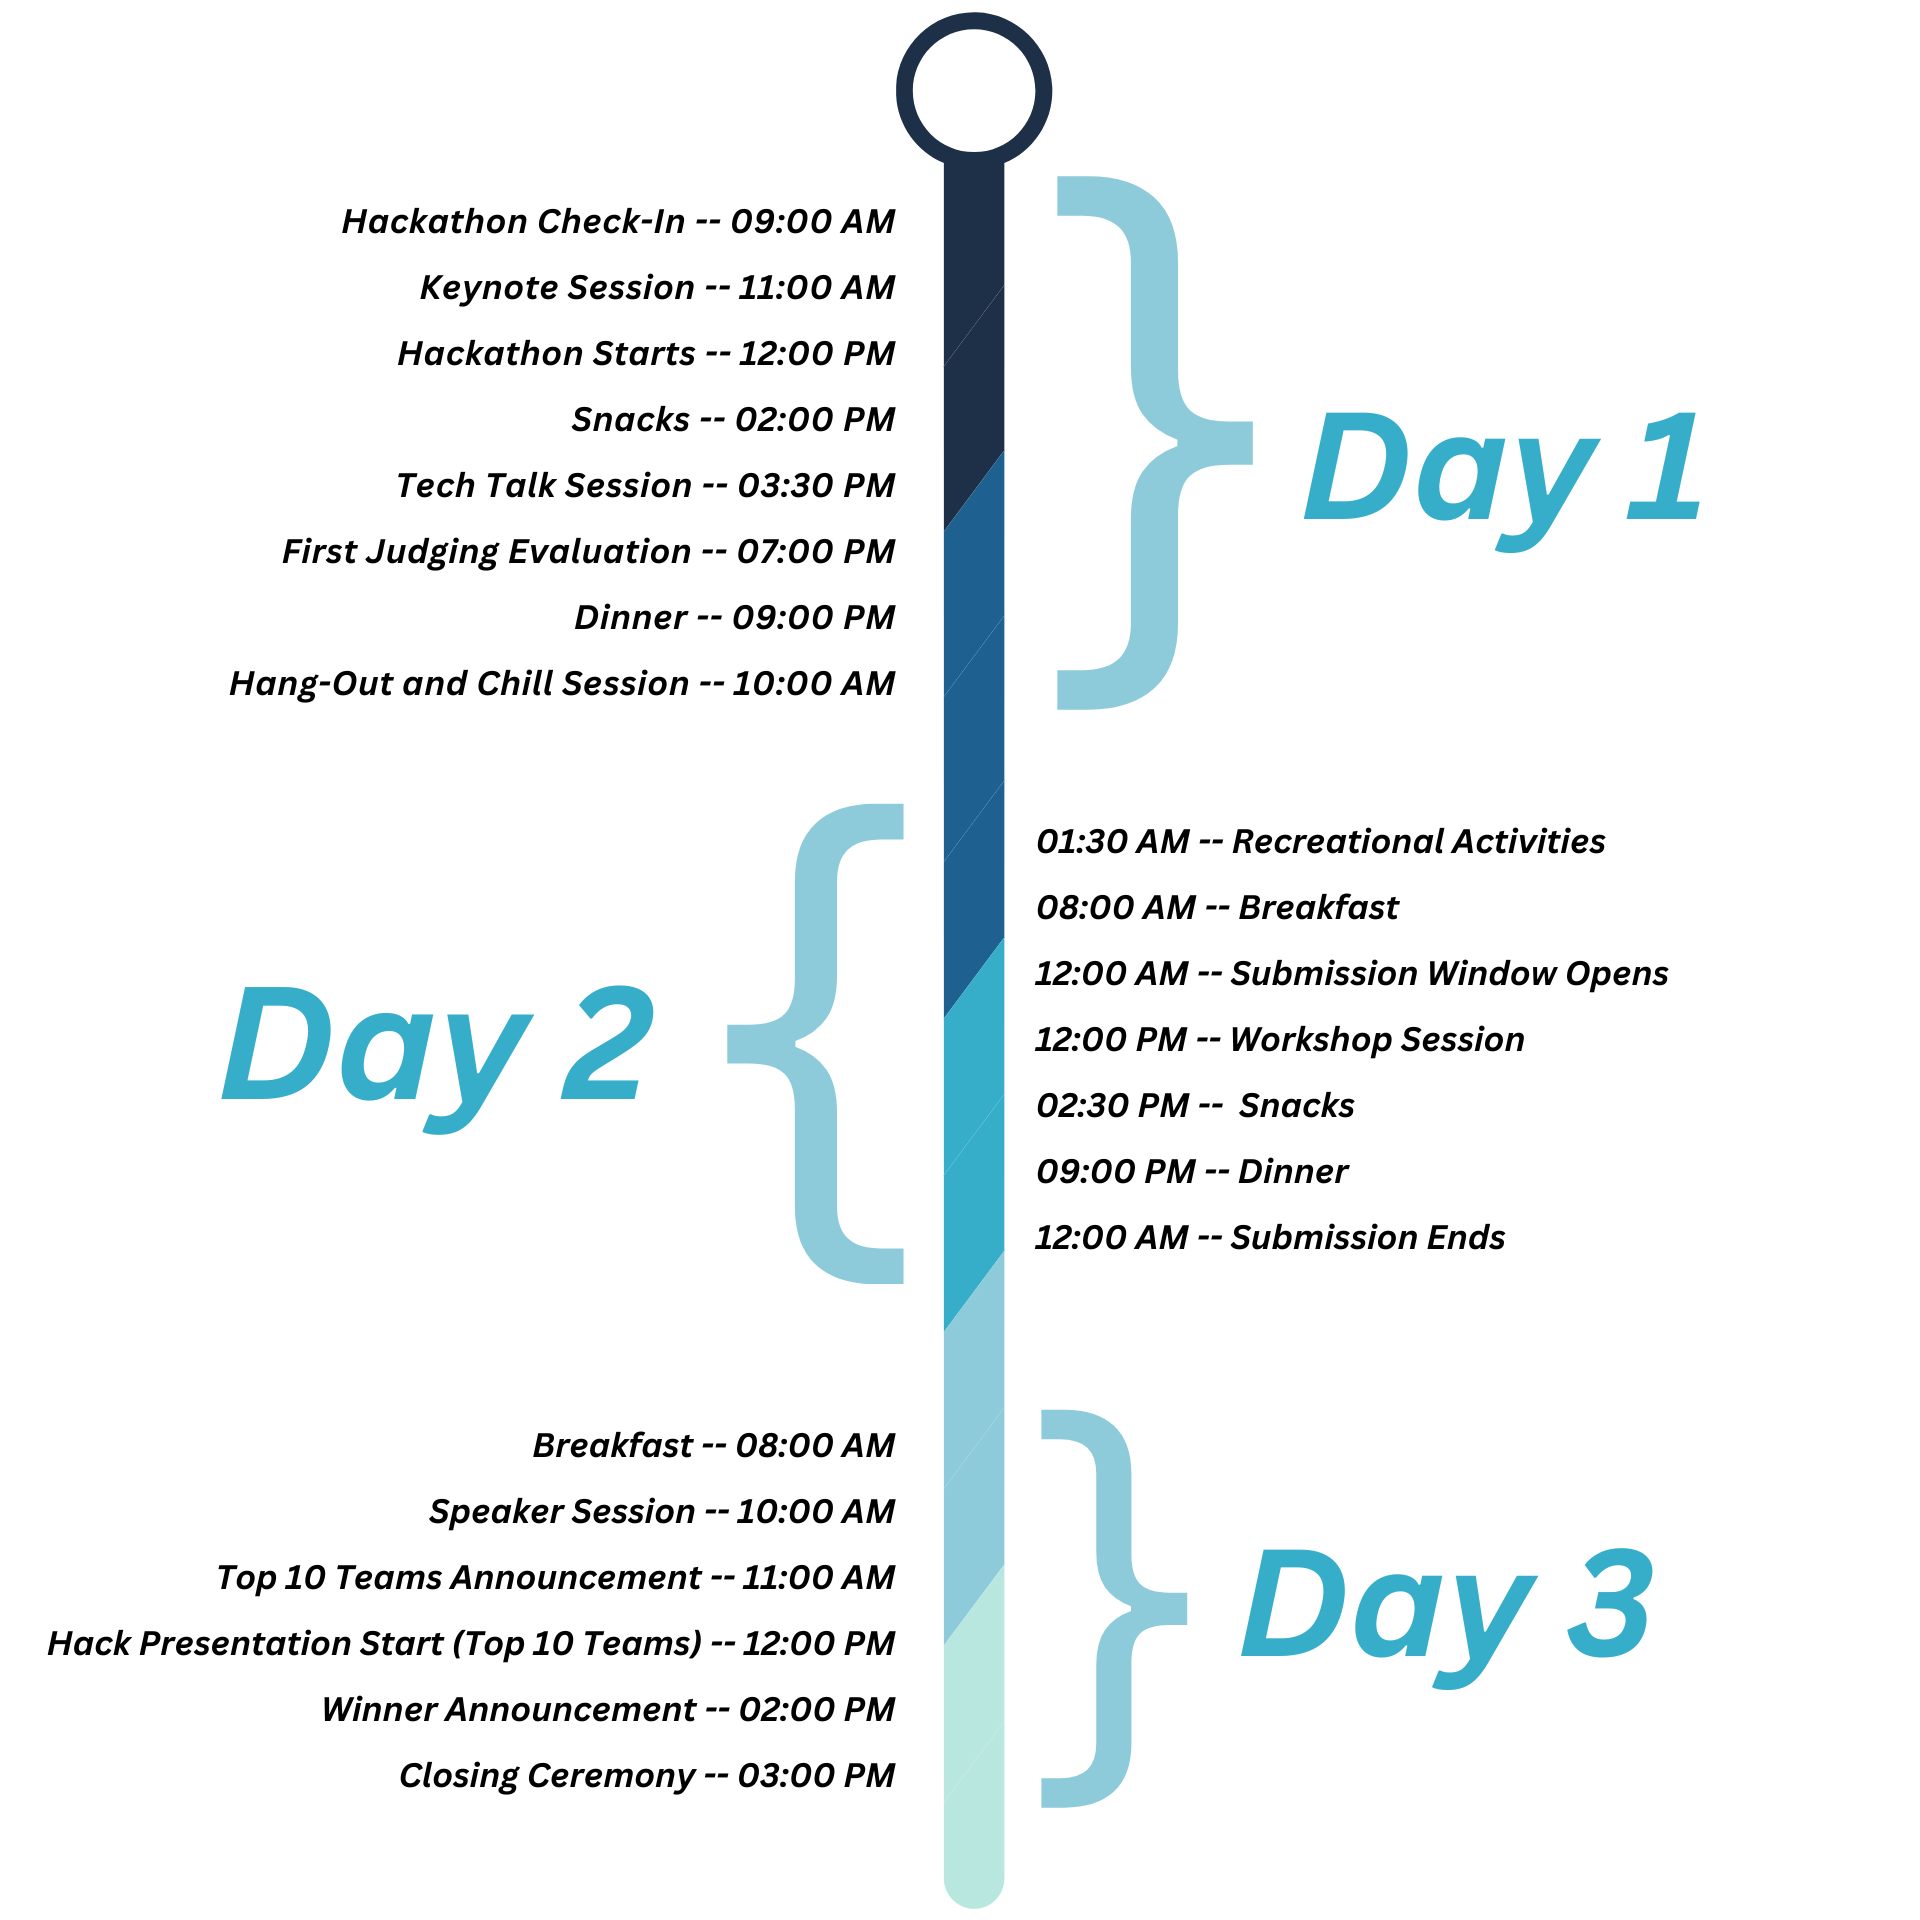 Hackathon Check-In -- 09:00 AM
Keynote Session -- 11:00 AM
Hackathon Starts -- 12:00 PM
Snacks -- 02:00 PM
Tech Talk Session -- 03:30 PM
First Judging Evaluation -- 07:00 PM
Dinner -- 09:00 PM
Hang-Out and Chill Session -- 10:00 AM
Day 1
Day 2
01:30 AM -- Recreational Activities
08:00 AM -- Breakfast
12:00 AM -- Submission Window Opens
12:00 PM -- Workshop Session
02:30 PM -- Snacks
09:00 PM -- Dinner
12:00 AM -- Submission Ends
Breakfast -- 08:00 AM
Speaker Session -- 10:00 AM
Top 10 Teams Announcement -- 11:00 AM
Hack Presentation Start (Top 10 Teams) -- 12:00 PM
Winner Announcement -- 02:00 PM
Closing Ceremony -- 03:00 PM
Day 3